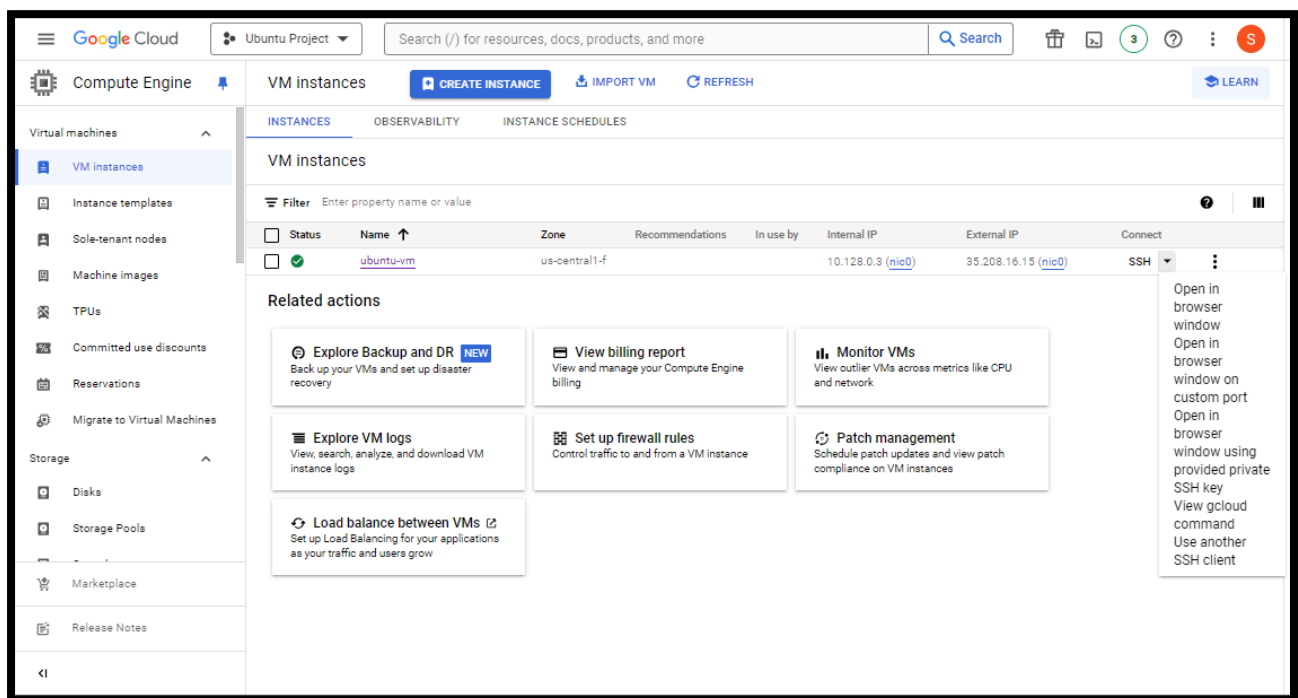 Google Cloud
Ubuntu Project
Search (/) for resources, docs, products, and more
Search
3
S
Compute Engine
VM instances
CREATE INSTANCE
IMPORT VM
REFRESH
LEARN
Virtual machines
VM instances
Instance templates
Sole-tenant nodes
Machine images
TPUs
Committed use discounts
Reservations
Migrate to Virtual Machines
Storage
Disks
Storage Pools
Marketplace
Release Notes
INSTANCES
OBSERVABILITY
INSTANCE SCHEDULES
VM instances
Filter Enter property name or value
Status Name Zone Recommendations In use by Internal IP External IP Connect
ubuntu-vm us-central1-f 10.128.0.3 (nic0) 35.208.16.15 (nic0) SSH
Related actions
Explore Backup and DR NEW
Back up your VMs and set up disaster
recovery
View billing report
View and manage your Compute Engine
billing
Monitor VMs
View outlier VMs across metrics like CPU
and network
Explore VM logs
View, search, analyze, and download VM
instance logs
Set up firewall rules
Control traffic to and from a VM instance
Patch management
Schedule patch updates and view patch
compliance on VM instances
Load balance between VMs
Set up Load Balancing for your applications
as your traffic and users grow
Open in
browser
window
Open in
browser
window on
custom port
Open in
browser
window using
provided private
SSH key
View gcloud
command
Use another
SSH client